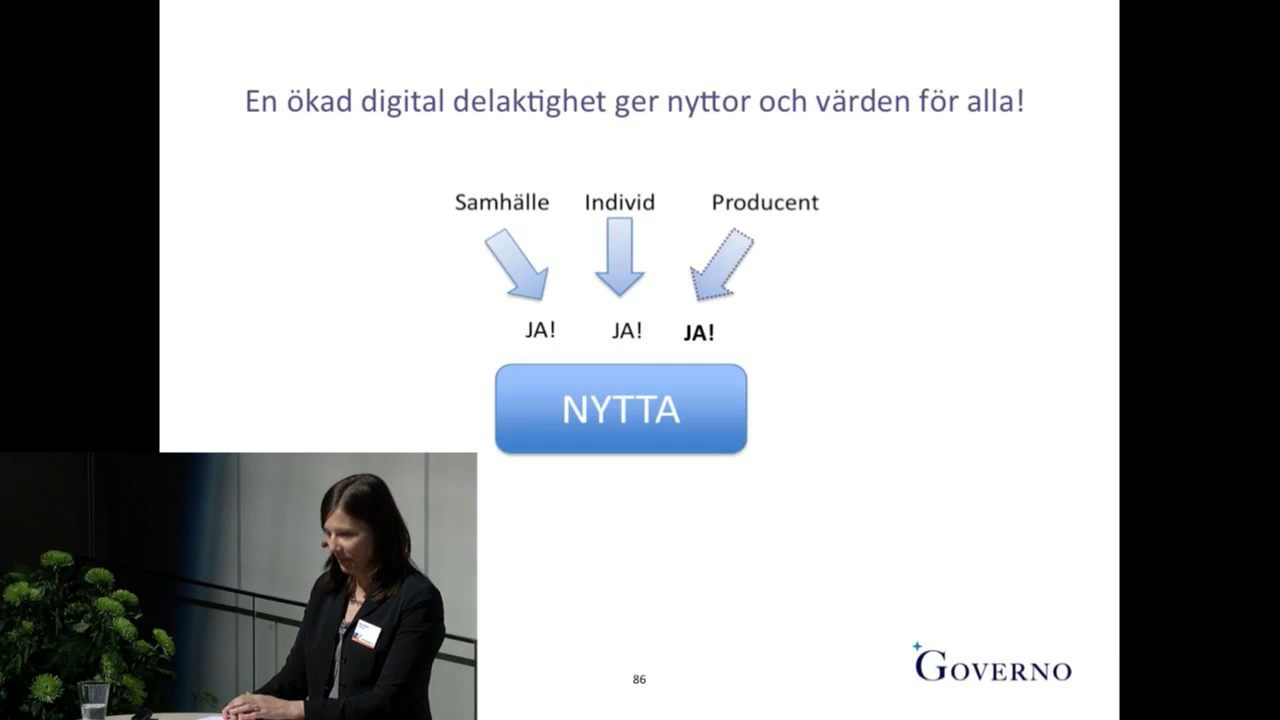 En ökad digital delaktighet ger nyttor och värden för alla!
Samhälle Individ Producent
JA! JA! JA!
NYTTA
86
GOVERNO